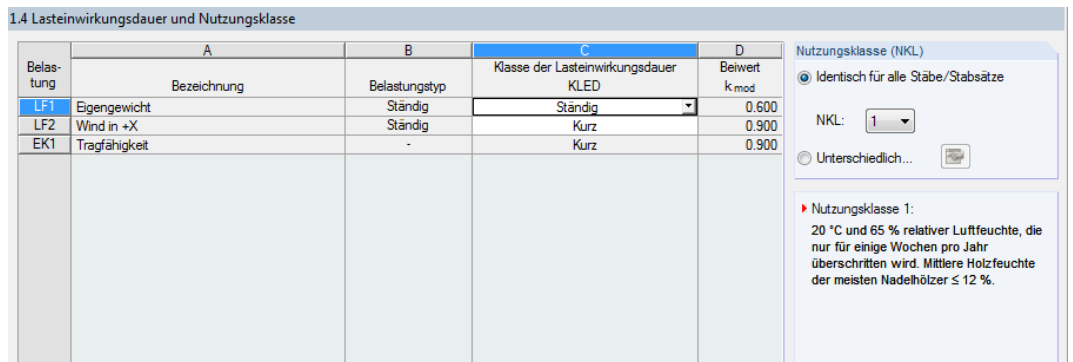 1.4 Lasteinwirkungsdauer und Nutzungsklasse
A B C D
Belas-
tung
Bezeichnung
Belastungstyp
Klasse der Lasteinwirkungsdauer
KLED
Beiwert
k mod
LF1 Eigengewicht Ständig Ständig 0.600
LF2 Wind in +X Ständig Kurz 0.900
EK1 Tragfähigkeit - Kurz 0.900
Nutzungsklasse (NKL)
Identisch für alle Stäbe/Stabsätze
NKL: 1
Unterschiedlich...
Nutzungsklasse 1:
20 °C und 65 % relativer Luftfeuchte, die
nur für einige Wochen pro Jahr
überschritten wird. Mittlere Holzfeuchte
der meisten Nadelhölzer ≤ 12 %.